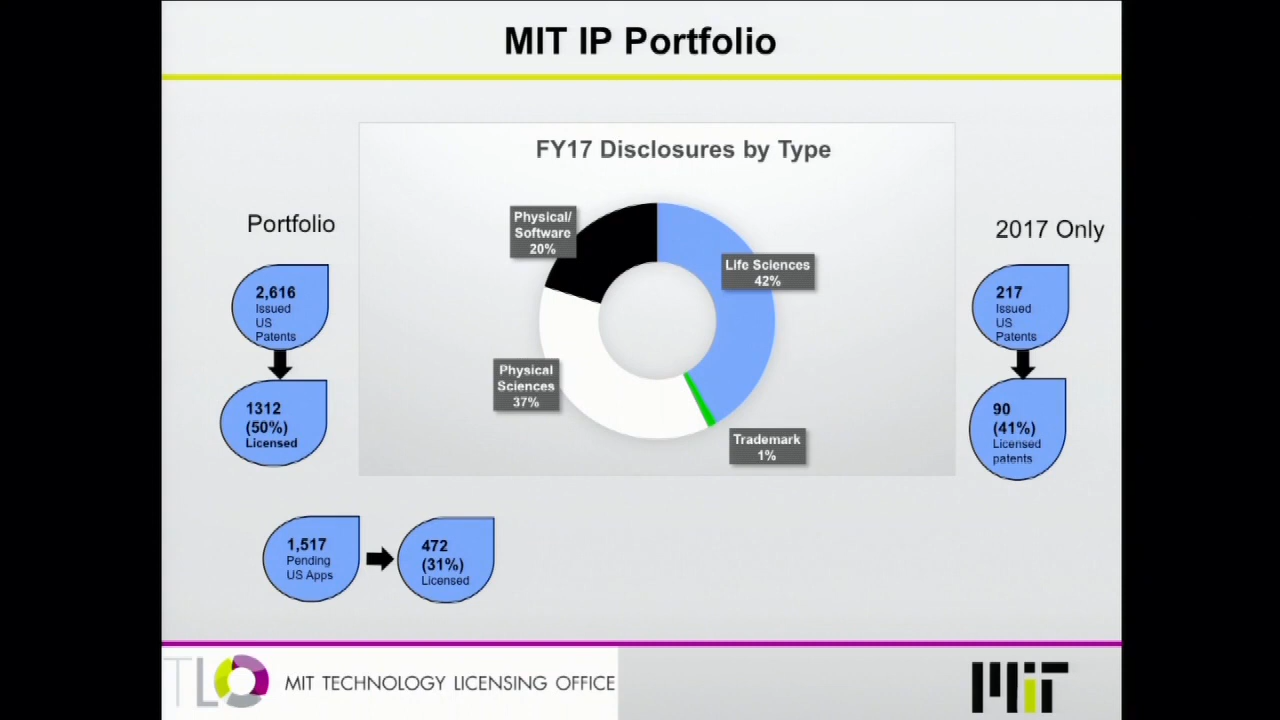 MIT IP Portfolio
FY17 Disclosures by Type
Portfolio
2,616
Issued
US
Patents
1312
(50%)
Licensed
Physical/
Software
20%
Life Sciences
42%
Physical
Sciences
37%
Trademark
1%
2017 Only
217
Issued
US
Patents
90
(41%)
Licensed
patents
1,517
Pending
US Apps
472
(31%)
Licensed
TLO MIT TECHNOLOGY LICENSING OFFICE
MIT